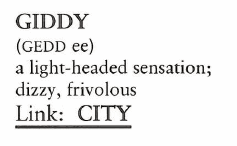 GIDDY
(GEDD ee)
a light-headed sensation;
dizzy, frivolous
Link: CITY